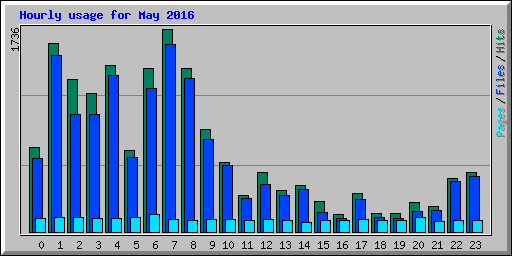 Hourly usage for May 2016
1736
Pages/Files/Hits
0 1 2 3 4 5 6 7 8 9 10 11 12 13 14 15 16 17 18 19 20 21 22 23